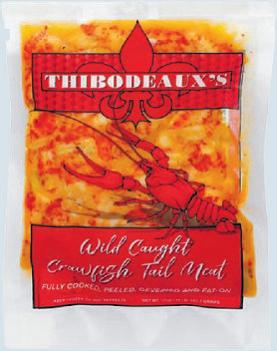 THIBODEAUX'S
Wild Caught
Crawfish Tail Meat
FULLY COOKED, PEELED, DEVEINED AND FAT-ON